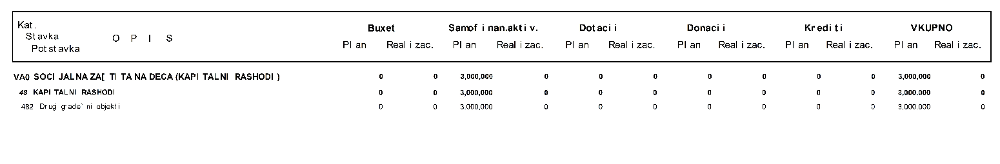 Kat.
Stavka
Potstavka
O P I S
Buxet Samofinan.aktiv. Dotacii Donacii Krediti VKUPNO
Plan Realizac. Plan Realizac. Plan Realizac. Plan Realizac. Plan Realizac. Plan Realizac.
VA0 SOCIJALNA ZA[TITA NA DECA (KAPITALNI RASHODI) 0 0 3,000,000 0 0 0 0 0 0 0 3,000,000 0
48 KAPITALNI RASHODI 0 0 3,000,000 0 0 0 0 0 0 0 3,000,000 0
482 Drugi grade`ni objekti 0 0 3,000,000 0 0 0 0 0 0 0 3,000,000 0